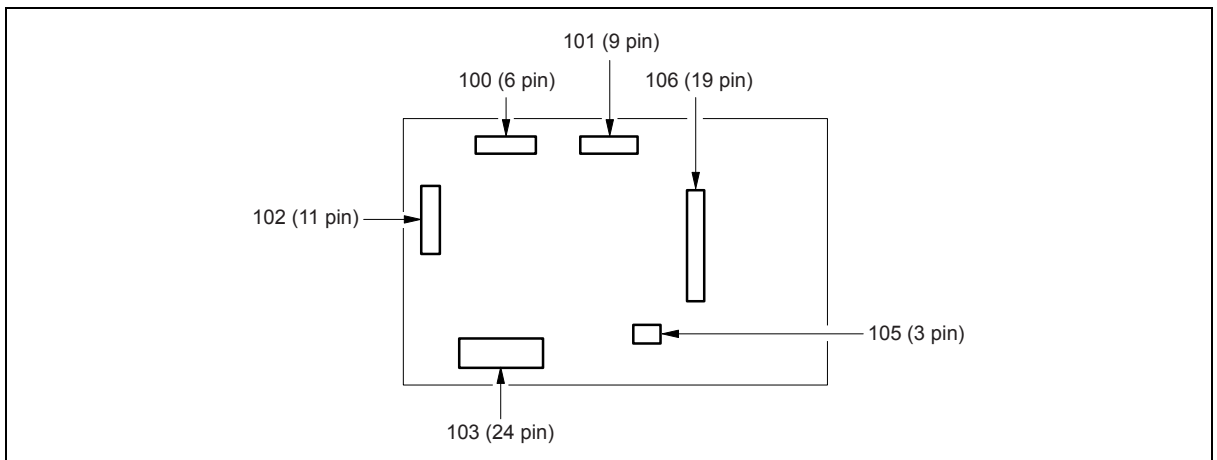 101 (9 pin)
100 (6 pin)
106 (19 pin)
102 (11 pin)
105 (3 pin)
103 (24 pin)